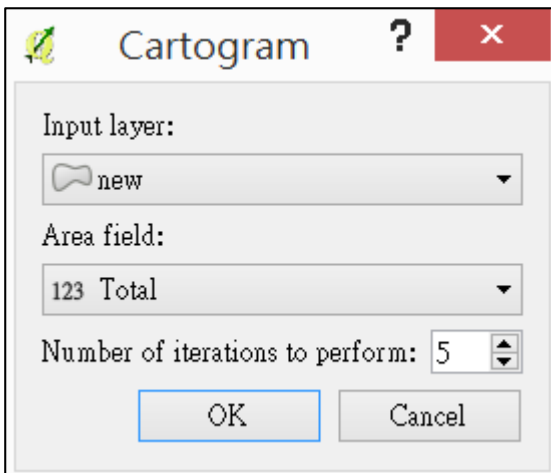 Cartogram ? ×
Input layer:
new
Area field:
123 Total
Number of iterations to perform: 5
OK Cancel